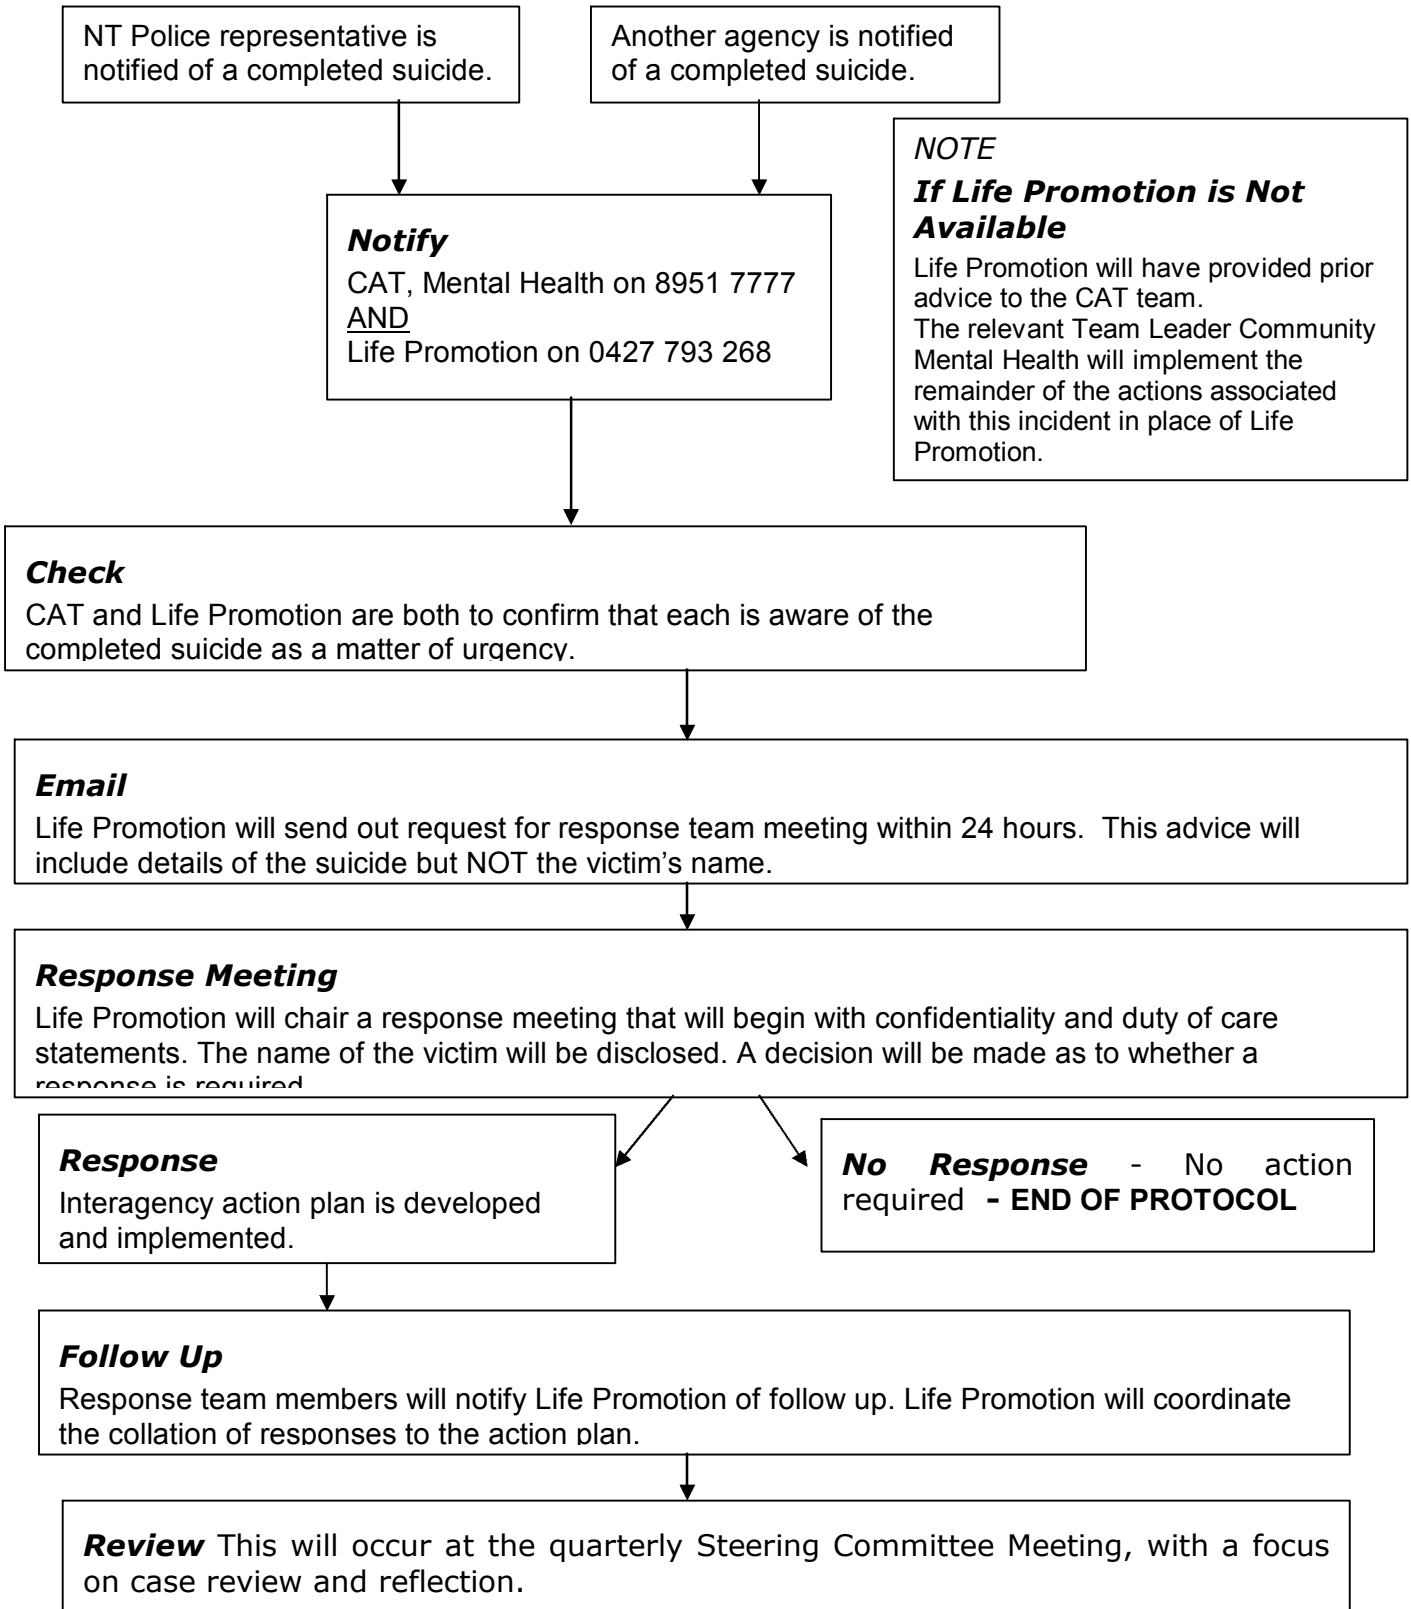 NT Police representative is
notified of a completed suicide.
Another agency is notified
of a completed suicide.
NOTE
If Life Promotion is Not
Available
Life Promotion will have provided prior
advice to the CAT team.
The relevant Team Leader Community
Mental Health will implement the
remainder of the actions associated
with this incident in place of Life
Promotion.
Notify
CAT, Mental Health on 8951 7777
AND
Life Promotion on 0427 793 268
Check
CAT and Life Promotion are both to confirm that each is aware of the
completed suicide as a matter of urgency.
Email
Life Promotion will send out request for response team meeting within 24 hours.  This advice will
include details of the suicide but NOT the victim’s name.
Response Meeting
Life Promotion will chair a response meeting that will begin with confidentiality and duty of care
statements. The name of the victim will be disclosed. A decision will be made as to whether a
response is required
Response
Interagency action plan is developed
and implemented.
No Response - No action
required - END OF PROTOCOL
Follow Up
Response team members will notify Life Promotion of follow up. Life Promotion will coordinate
the collation of responses to the action plan.
Review This will occur at the quarterly Steering Committee Meeting, with a focus
on case review and reflection.